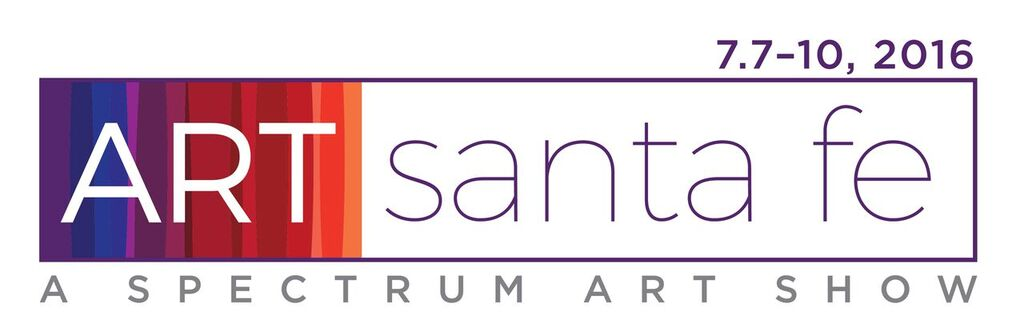 7.7–10, 2016
ART santa fe
A SPECTRUM ART SHOW